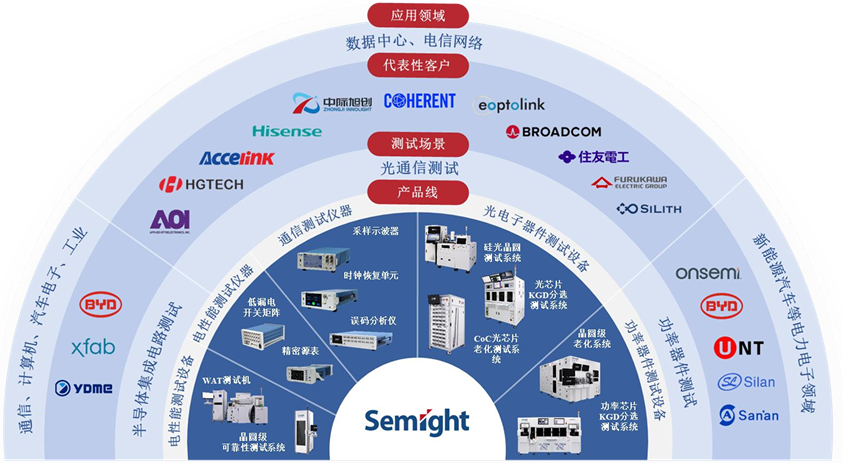 应用领域
数据中心、电信网络
代表性客户
中际旭创
ZHONGJI INNOLIGHT
COHERENT
eoptolink
Hisense
BROADCOM
Accelink
住友電工
HGTECH
FURUKAWA
ELECTRIC GROUP
AOI
APPLIED OPTOELECTRONICS, INC.
SiLITH
测试场景
光通信测试
产品线
通信、计算机、汽车电子、工业
BYD
xfab
YDME
半导体集成电路测试
电性能测试设备
WAT测试机
晶圆级
可靠性测试系统
电性能测试仪器
低漏电
开关矩阵
精密源表
通信测试仪器
采样示波器
时钟恢复单元
误码分析仪
光电子器件测试设备
硅光晶圆
测试系统
光芯片
KGD分选
测试系统
CoC光芯片
老化测试系
统
功率器件测试设备
晶圆级
老化系统
功率芯片
KGD分选
测试系统
功率器件测试
onsemi
BYD
UNT
SL Silan
San'an
新能源汽车等电力电子领域
Semight